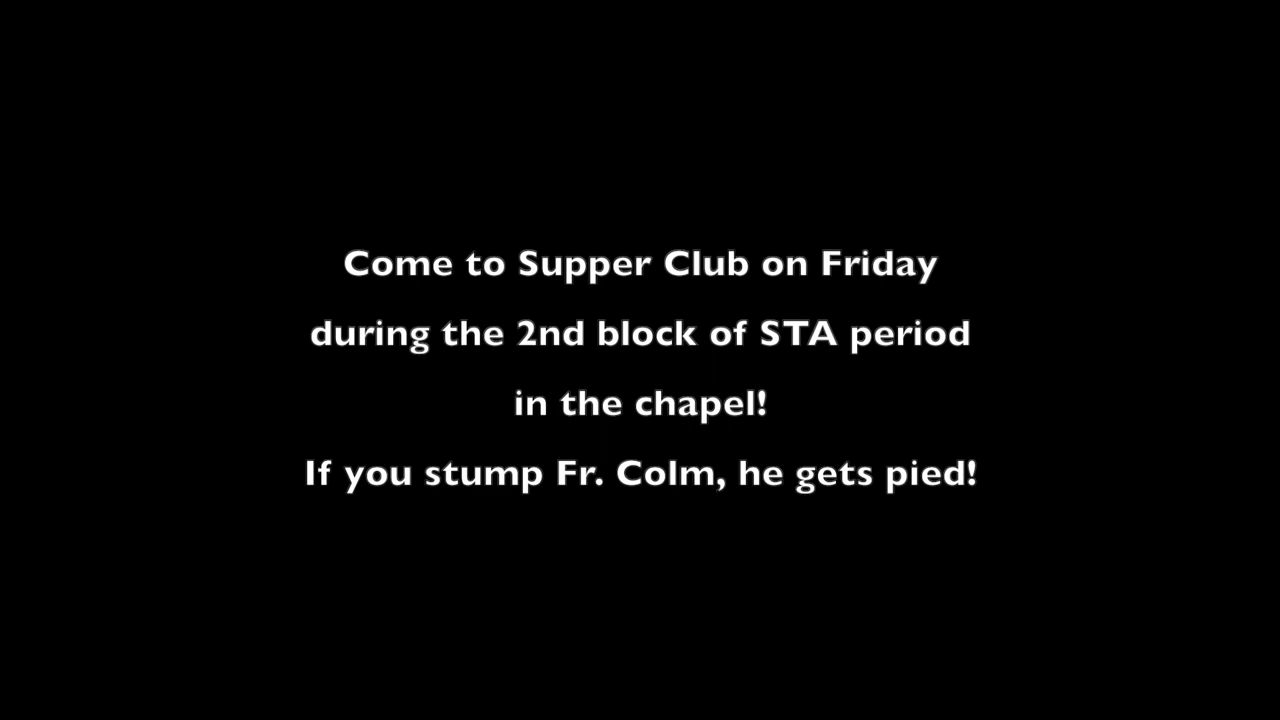 Come to Supper Club on Friday
during the 2nd block of STA period
in the chapel!
If you stump Fr. Colm, he gets pied!